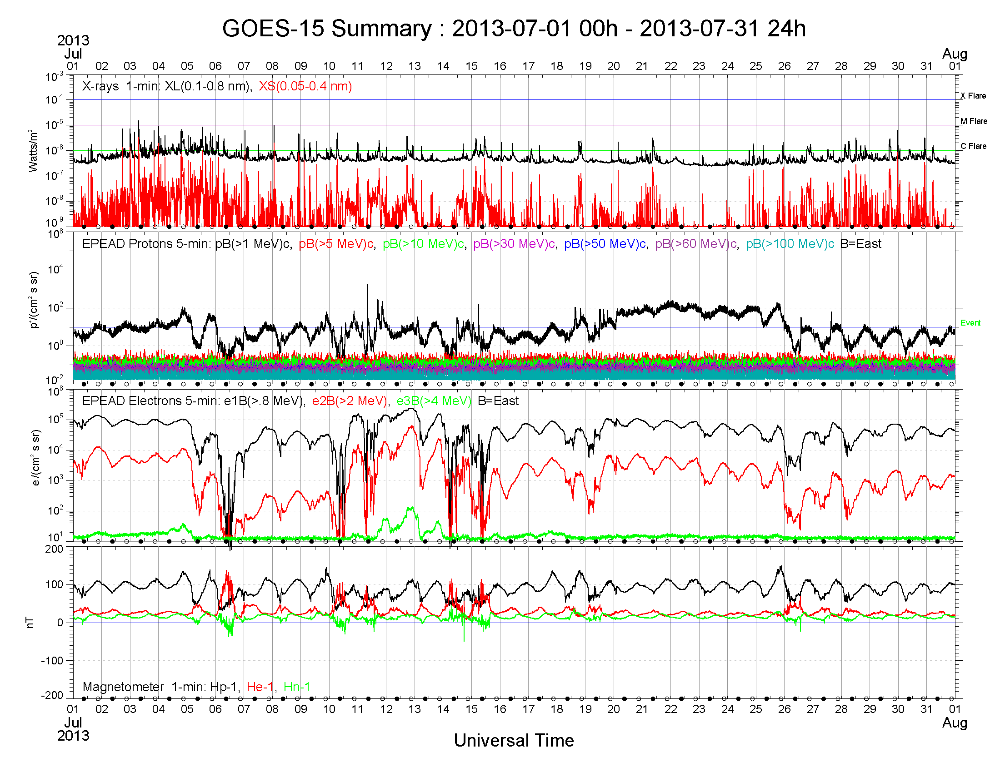 GOES-15 Summary : 2013-07-01 00h - 2013-07-31 24h
2013
Jul
Aug
01 02 03 04 05 06 07 08 09 10 11 12 13 14 15 16 17 18 19 20 21 22 23 24 25 26 27 28 29 30 31 01
X-rays 1-min: XL(0.1-0.8 nm), XS(0.05-0.4 nm)
Watts/m²
10⁻³
10⁻⁴
10⁻⁵
10⁻⁶
10⁻⁷
10⁻⁸
10⁻⁹
X Flare
M Flare
C Flare
EPEAD Protons 5-min: pB(>1 MeV)c, pB(>5 MeV)c, pB(>10 MeV)c, pB(>30 MeV)c, pB(>50 MeV)c, pB(>60 MeV)c, pB(>100 MeV)c B=East
p⁺/(cm² s sr)
10⁶
10⁴
10²
10⁰
10⁻²
Event
EPEAD Electrons 5-min: e1B(>.8 MeV), e2B(>2 MeV), e3B(>4 MeV) B=East
e⁻/(cm² s sr)
10⁶
10⁵
10⁴
10³
10²
10¹
nT
200
100
0
-100
-200
Magnetometer 1-min: Hp-1, He-1, Hn-1
01 02 03 04 05 06 07 08 09 10 11 12 13 14 15 16 17 18 19 20 21 22 23 24 25 26 27 28 29 30 31 01
Jul
Aug
2013
Universal Time